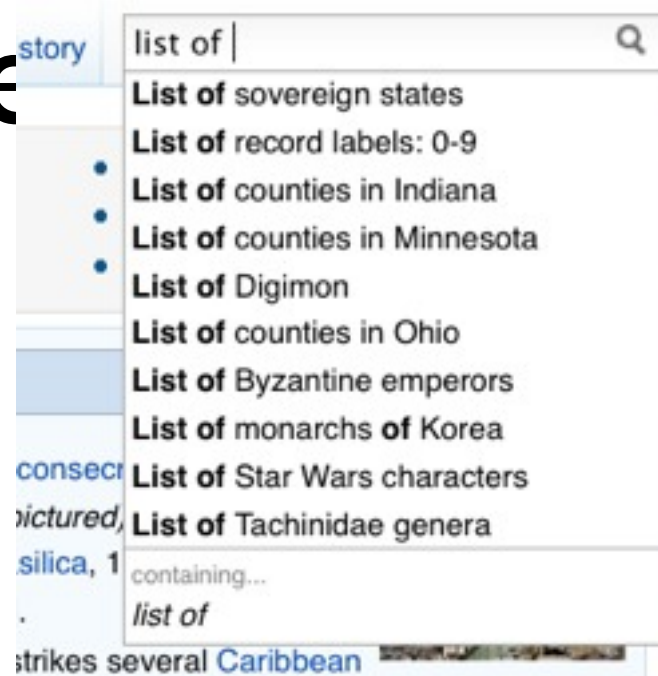 story
list of
List of sovereign states
List of record labels: 0-9
List of counties in Indiana
List of counties in Minnesota
List of Digimon
List of counties in Ohio
List of Byzantine emperors
List of monarchs of Korea
List of Star Wars characters
List of Tachinidae genera
containing...
list of
consecr
pictured,
silica, 1
.
strikes several Caribbean